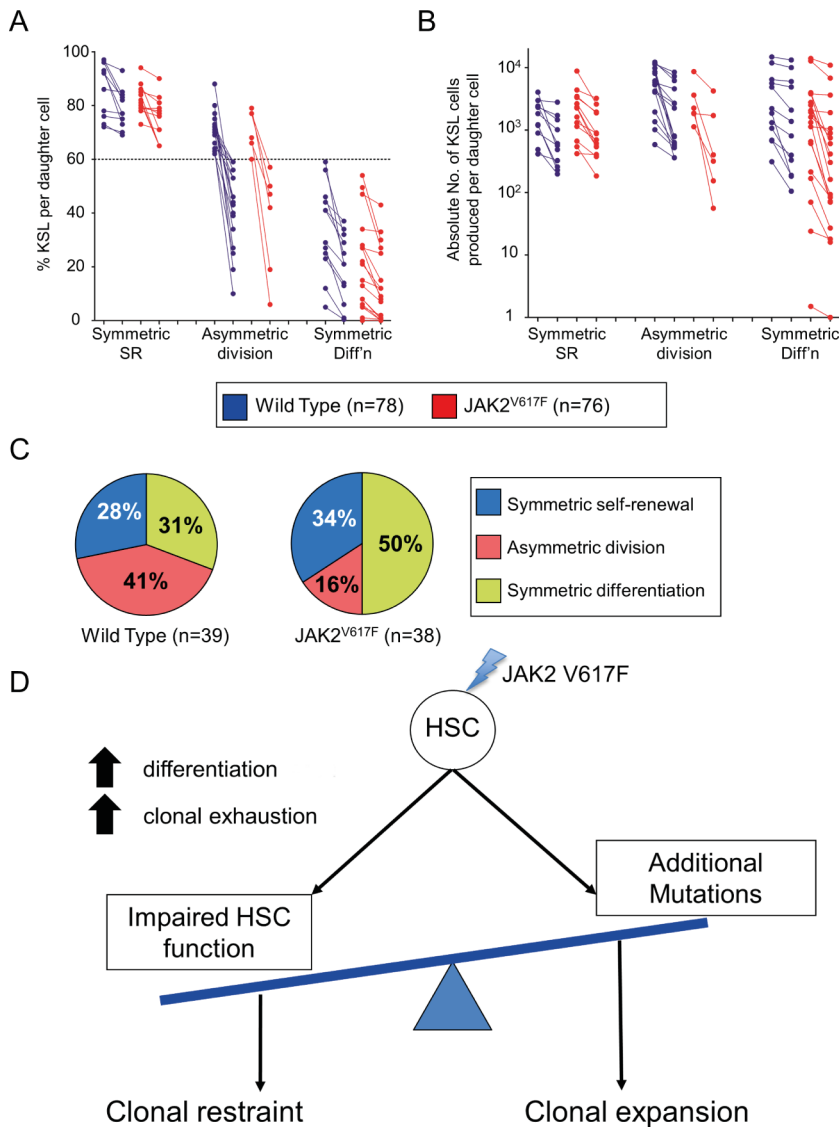 A
100
80
60
40
20
0
% KSL per daughter cell
Symmetric
SR
Asymmetric
division
Symmetric
Diff'n
B
10⁴
10³
10²
10
1
Absolute No. of KSL cells
produced per daughter cell
Symmetric
SR
Asymmetric
division
Symmetric
Diff'n
Wild Type (n=78)
JAK2ⱽ⁶¹⁷ᶠ (n=76)
C
28%
31%
41%
Wild Type (n=39)
34%
50%
16%
JAK2ⱽ⁶¹⁷ᶠ (n=38)
Symmetric self-renewal
Asymmetric division
Symmetric differentiation
D
JAK2 V617F
HSC
differentiation
clonal exhaustion
Impaired HSC
function
Additional
Mutations
Clonal restraint
Clonal expansion